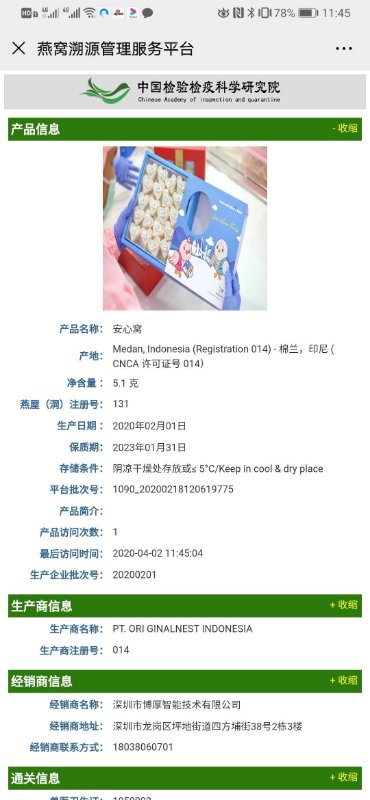 HD 4G 4G 78% 11:45
燕窝溯源管理服务平台
中国检验检疫科学研究院
Chinese Academy of inspection and quarantine
产品信息 - 收缩
产品名称： 安心窝
产地： Medan, Indonesia (Registration 014) - 棉兰，印尼 ( CNCA 许可证号 014）
净含量： 5.1 克
燕屋（洞）注册号： 131
生产日期： 2020年02月01日
保质期： 2023年01月31日
存储条件： 阴凉干燥处存放或≤ 5°C/Keep in cool & dry place
平台批次号： 1090_20200218120619775
产品简介：
产品访问次数： 1
最后访问时间： 2020-04-02 11:45:04
生产企业批次号： 20200201
生产商信息 + 收缩
生产商名称： PT. ORI GINALNEST INDONESIA
生产商注册号： 014
经销商信息 + 收缩
经销商名称： 深圳市博厚智能技术有限公司
经销商地址： 深圳市龙岗区坪地街道四方埔街38号2栋3楼
经销商联系方式： 18038060701
通关信息 + 收缩